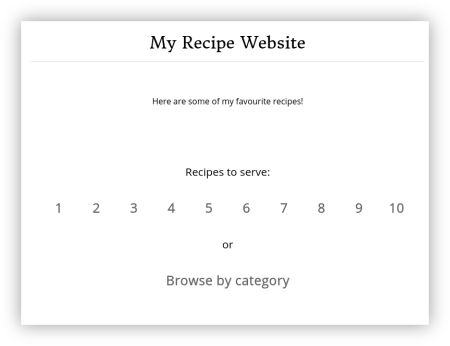 My Recipe Website
Here are some of my favourite recipes!
Recipes to serve:
1 2 3 4 5 6 7 8 9 10
or
Browse by category